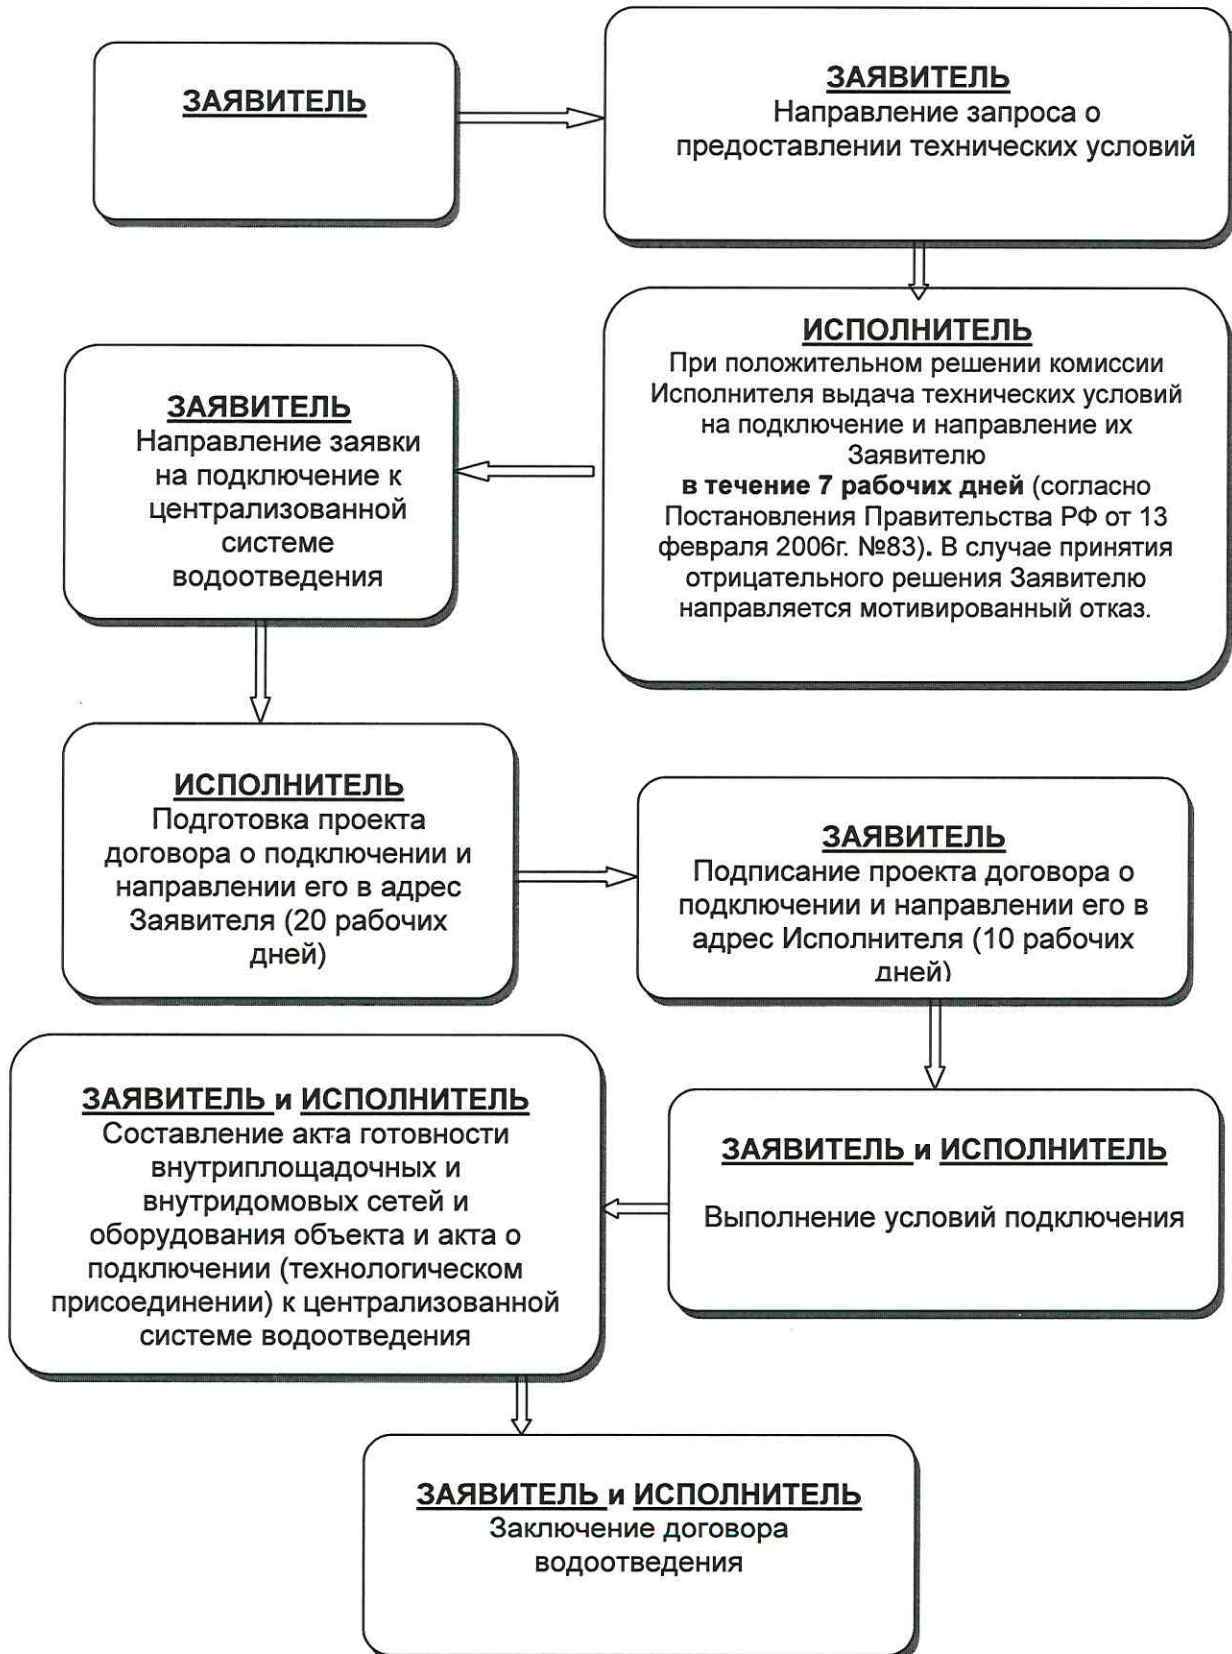 ЗАЯВИТЕЛЬ
ЗАЯВИТЕЛЬ
Направление запроса о
предоставлении технических условий
ИСПОЛНИТЕЛЬ
При положительном решении комиссии
Исполнителя выдача технических условий
на подключение и направление их
Заявителю
в течение 7 рабочих дней (согласно
Постановления Правительства РФ от 13
февраля 2006г. №83). В случае принятия
отрицательного решения Заявителю
направляется мотивированный отказ.
ЗАЯВИТЕЛЬ
Направление заявки
на подключение к
централизованной
системе
водоотведения
ИСПОЛНИТЕЛЬ
Подготовка проекта
договора о подключении и
направлении его в адрес
Заявителя (20 рабочих
дней)
ЗАЯВИТЕЛЬ
Подписание проекта договора о
подключении и направлении его в
адрес Исполнителя (10 рабочих
дней)
ЗАЯВИТЕЛЬ и ИСПОЛНИТЕЛЬ
Выполнение условий подключения
ЗАЯВИТЕЛЬ и ИСПОЛНИТЕЛЬ
Составление акта готовности
внутриплощадочных и
внутридомовых сетей и
оборудования объекта и акта о
подключении (технологическом
присоединении) к централизованной
системе водоотведения
ЗАЯВИТЕЛЬ и ИСПОЛНИТЕЛЬ
Заключение договора
водоотведения